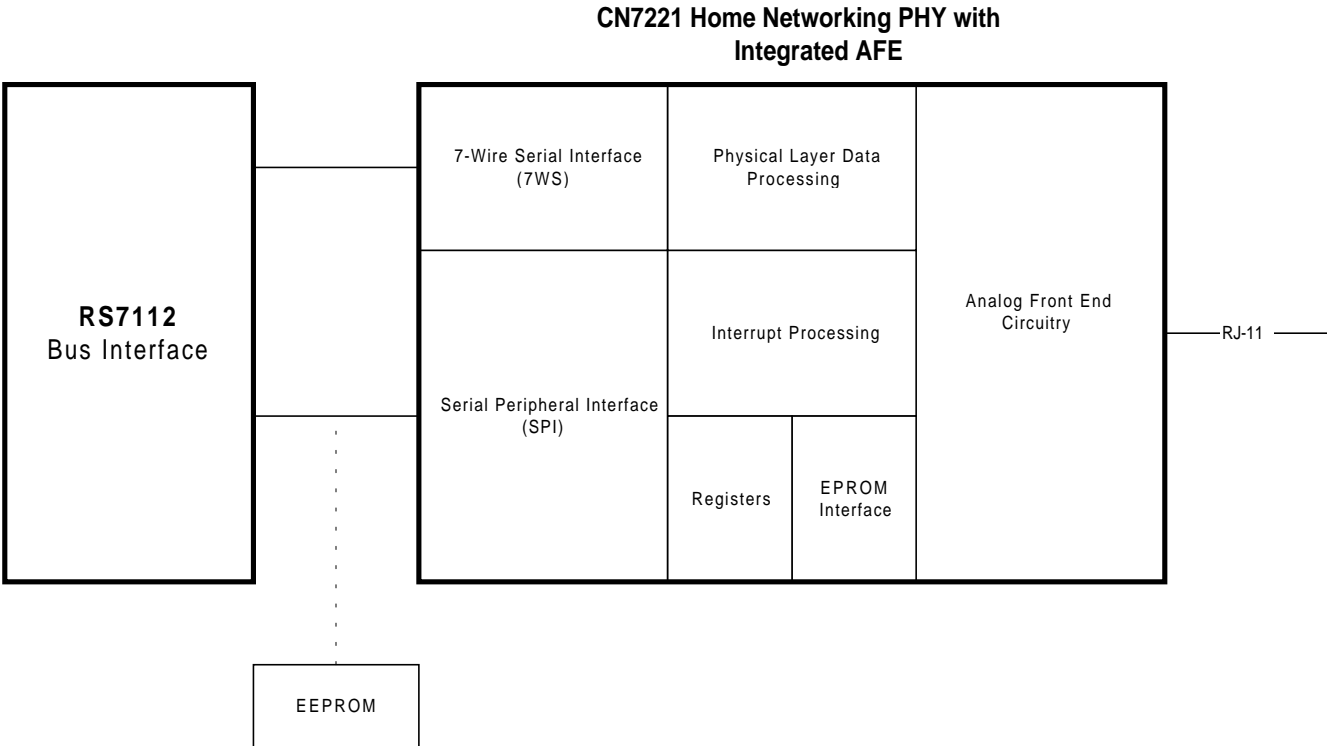 CN7221 Home Networking PHY with
Integrated AFE
7-Wire Serial Interface
(7WS)
Physical Layer Data
Processing
RS7112
Bus Interface
Analog Front End
Circuitry
Interrupt Processing
RJ-11
Serial Peripheral Interface
(SPI)
Registers
EPROM
Interface
EEPROM